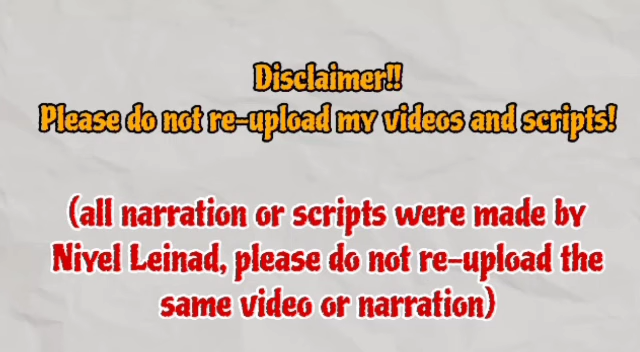 Disclaimer!!
Please do not re-upload my videos and scripts!
(all narration or scripts were made by
Nivel Leinad, please do not re-upload the
same video or narration)